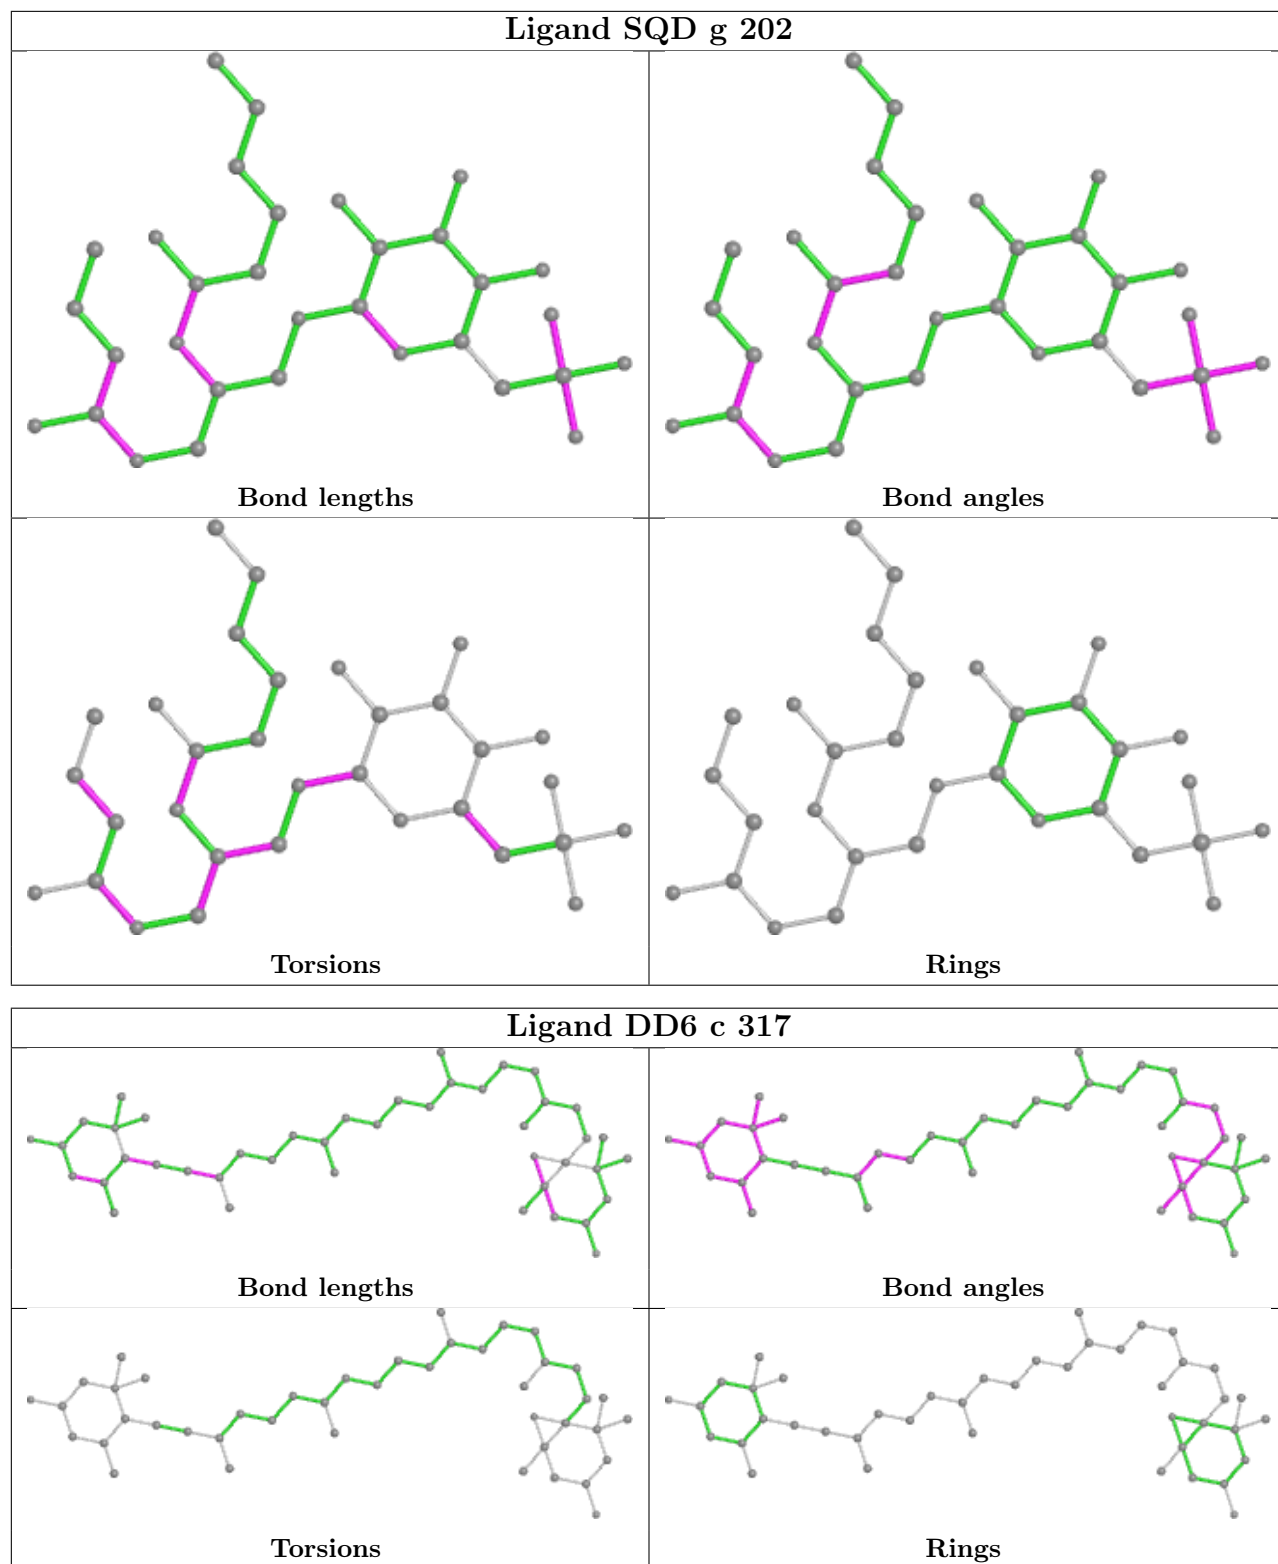 Ligand SQD g 202
Bond lengths
Bond angles
Torsions
Rings
Ligand DD6 c 317
Bond lengths
Bond angles
Torsions
Rings